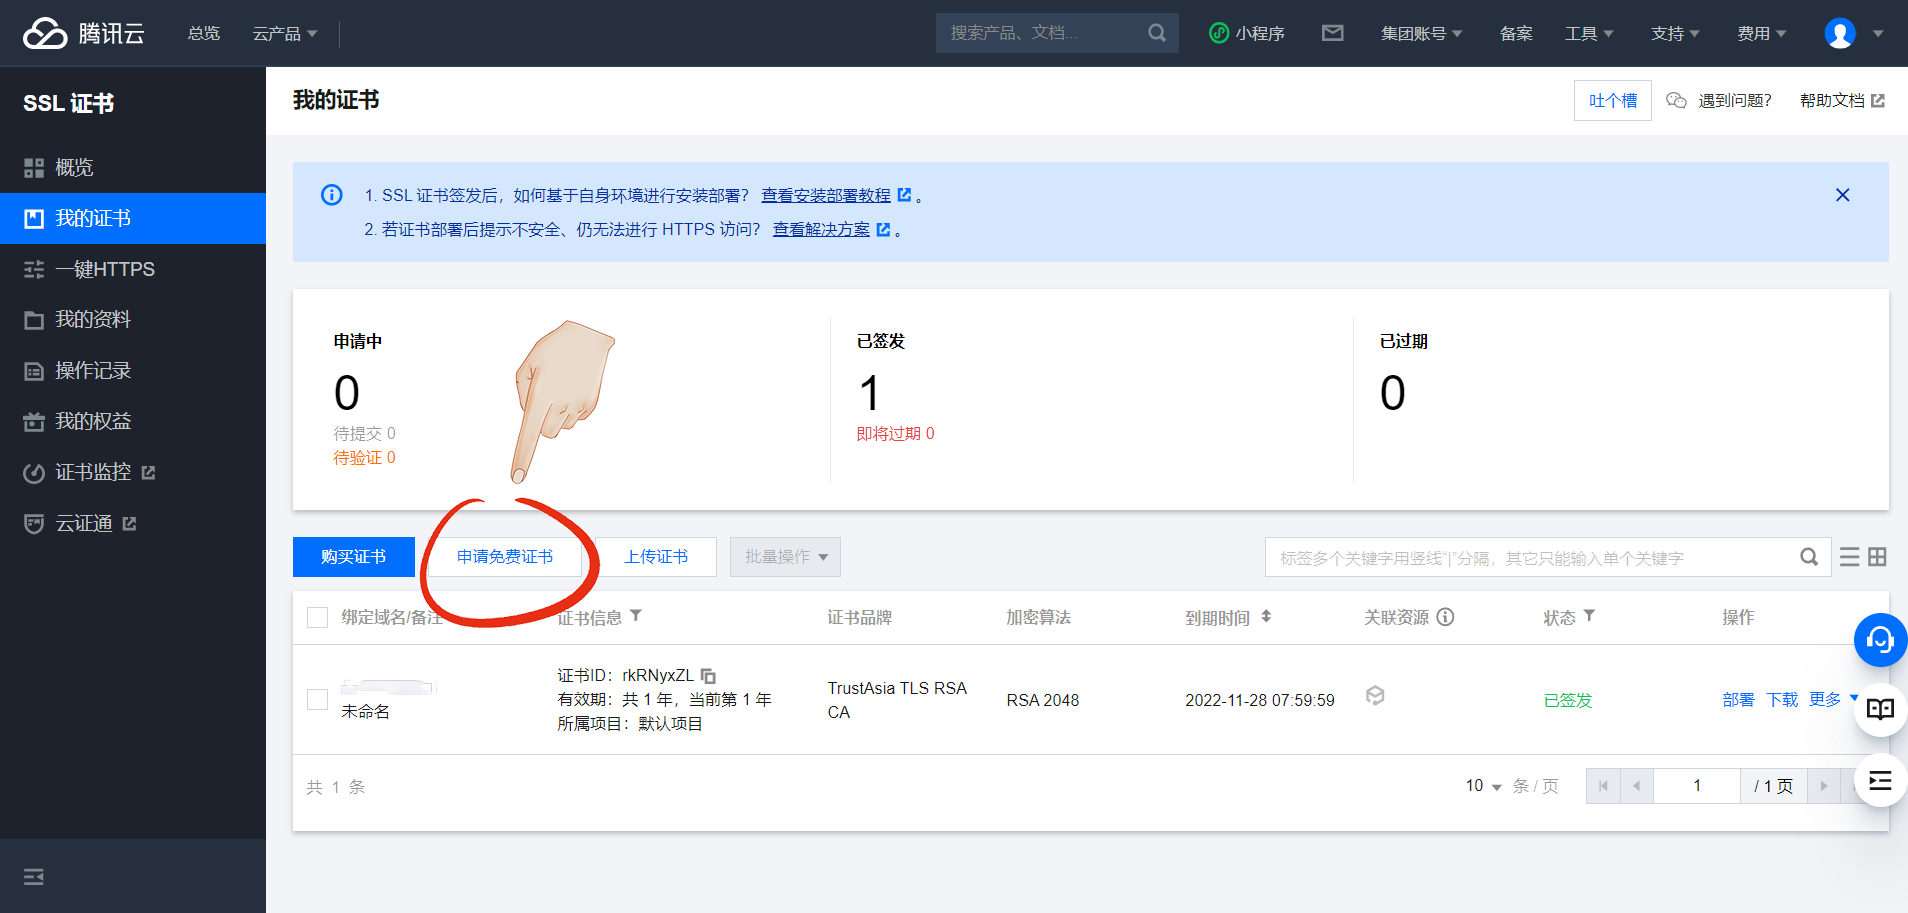 腾讯云 总览 云产品 搜索产品、文档... 小程序 集团账号 备案 工具 支持 费用
SSL 证书
概览
我的证书
一键HTTPS
我的资料
操作记录
我的权益
证书监控
云证通
我的证书 吐个槽 遇到问题? 帮助文档
1. SSL 证书签发后，如何基于自身环境进行安装部署？ 查看安装部署教程 。
2. 若证书部署后提示不安全、仍无法进行 HTTPS 访问？ 查看解决方案 。
申请中
0
待提交 0
待验证 0
已签发
1
即将过期 0
已过期
0
购买证书 申请免费证书 上传证书 批量操作 标签多个关键字用竖线“|”分隔，其它只能输入单个关键字
绑定域名/备注 证书信息 证书品牌 加密算法 到期时间 关联资源 状态 操作
未命名
证书ID：rkRNyxZL
有效期：共 1 年，当前第 1 年
所属项目：默认项目
TrustAsia TLS RSA
CA
RSA 2048
2022-11-28 07:59:59
已签发
部署 下载 更多
共 1 条 10 条 / 页 1 / 1 页